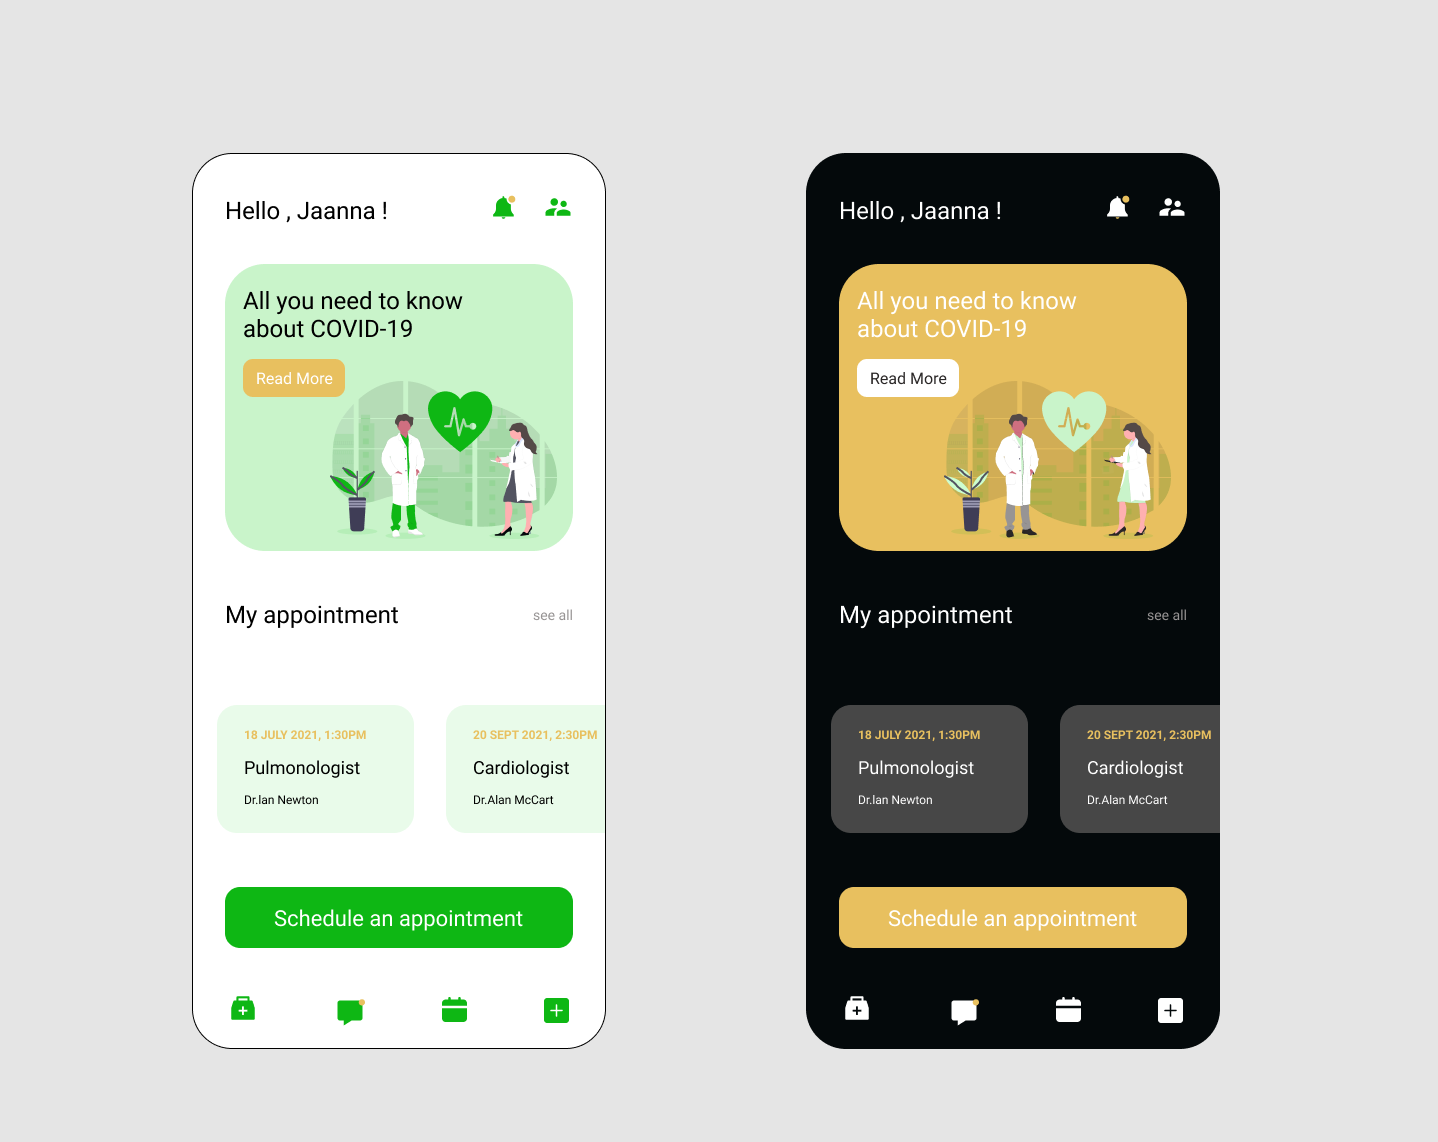 Hello , Jaanna !
All you need to know
about COVID-19
Read More
My appointment
see all
18 JULY 2021, 1:30PM
Pulmonologist
Dr.Ian Newton
20 SEPT 2021, 2:30PM
Cardiologist
Dr.Alan McCart
Schedule an appointment
Hello , Jaanna !
All you need to know
about COVID-19
Read More
My appointment
see all
18 JULY 2021, 1:30PM
Pulmonologist
Dr.Ian Newton
20 SEPT 2021, 2:30PM
Cardiologist
Dr.Alan McCart
Schedule an appointment